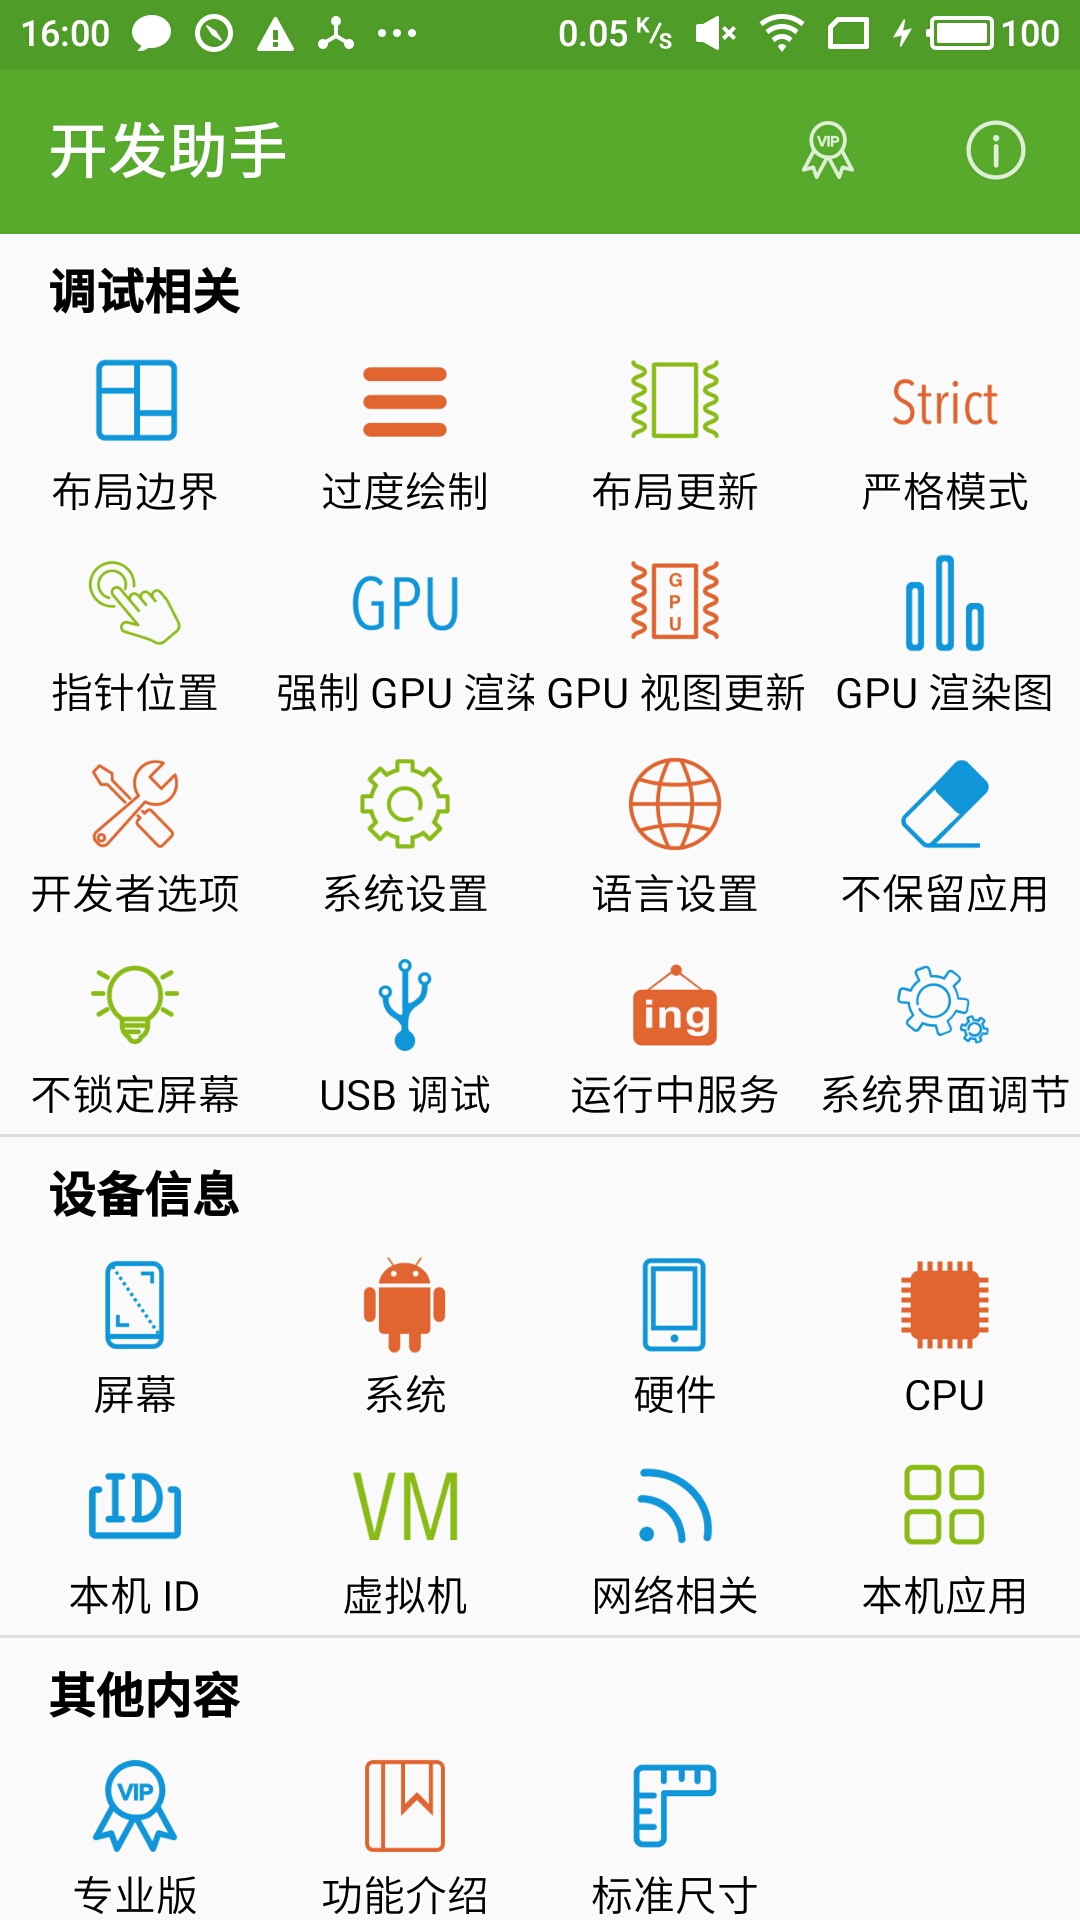 16:00 0.05 K/s 100
开发助手 VIP
调试相关
Strict
布局边界 过度绘制 布局更新 严格模式
GPU GPU
指针位置 强制 GPU 渲染 GPU 视图更新 GPU 渲染图
开发者选项 系统设置 语言设置 不保留应用
ing
不锁定屏幕 USB 调试 运行中服务 系统界面调节
设备信息
屏幕 系统 硬件 CPU
ID VM
本机 ID 虚拟机 网络相关 本机应用
其他内容
VIP
专业版 功能介绍 标准尺寸